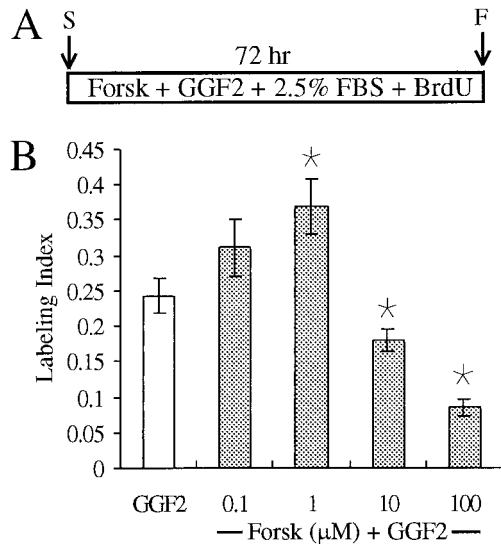 A
S
F
72 hr
Forsk + GGF2 + 2.5% FBS + BrdU
B
Labeling Index
0.45
0.4
0.35
0.3
0.25
0.2
0.15
0.1
0.05
0
GGF2 0.1 1 10 100
Forsk (µM) + GGF2